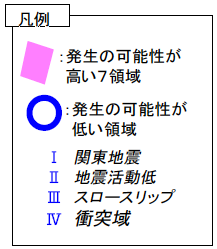 凡例
:発生の可能性が
高い7領域
:発生の可能性が
低い領域
Ⅰ 関東地震
Ⅱ 地震活動低
Ⅲ スロースリップ
Ⅳ 衝突域